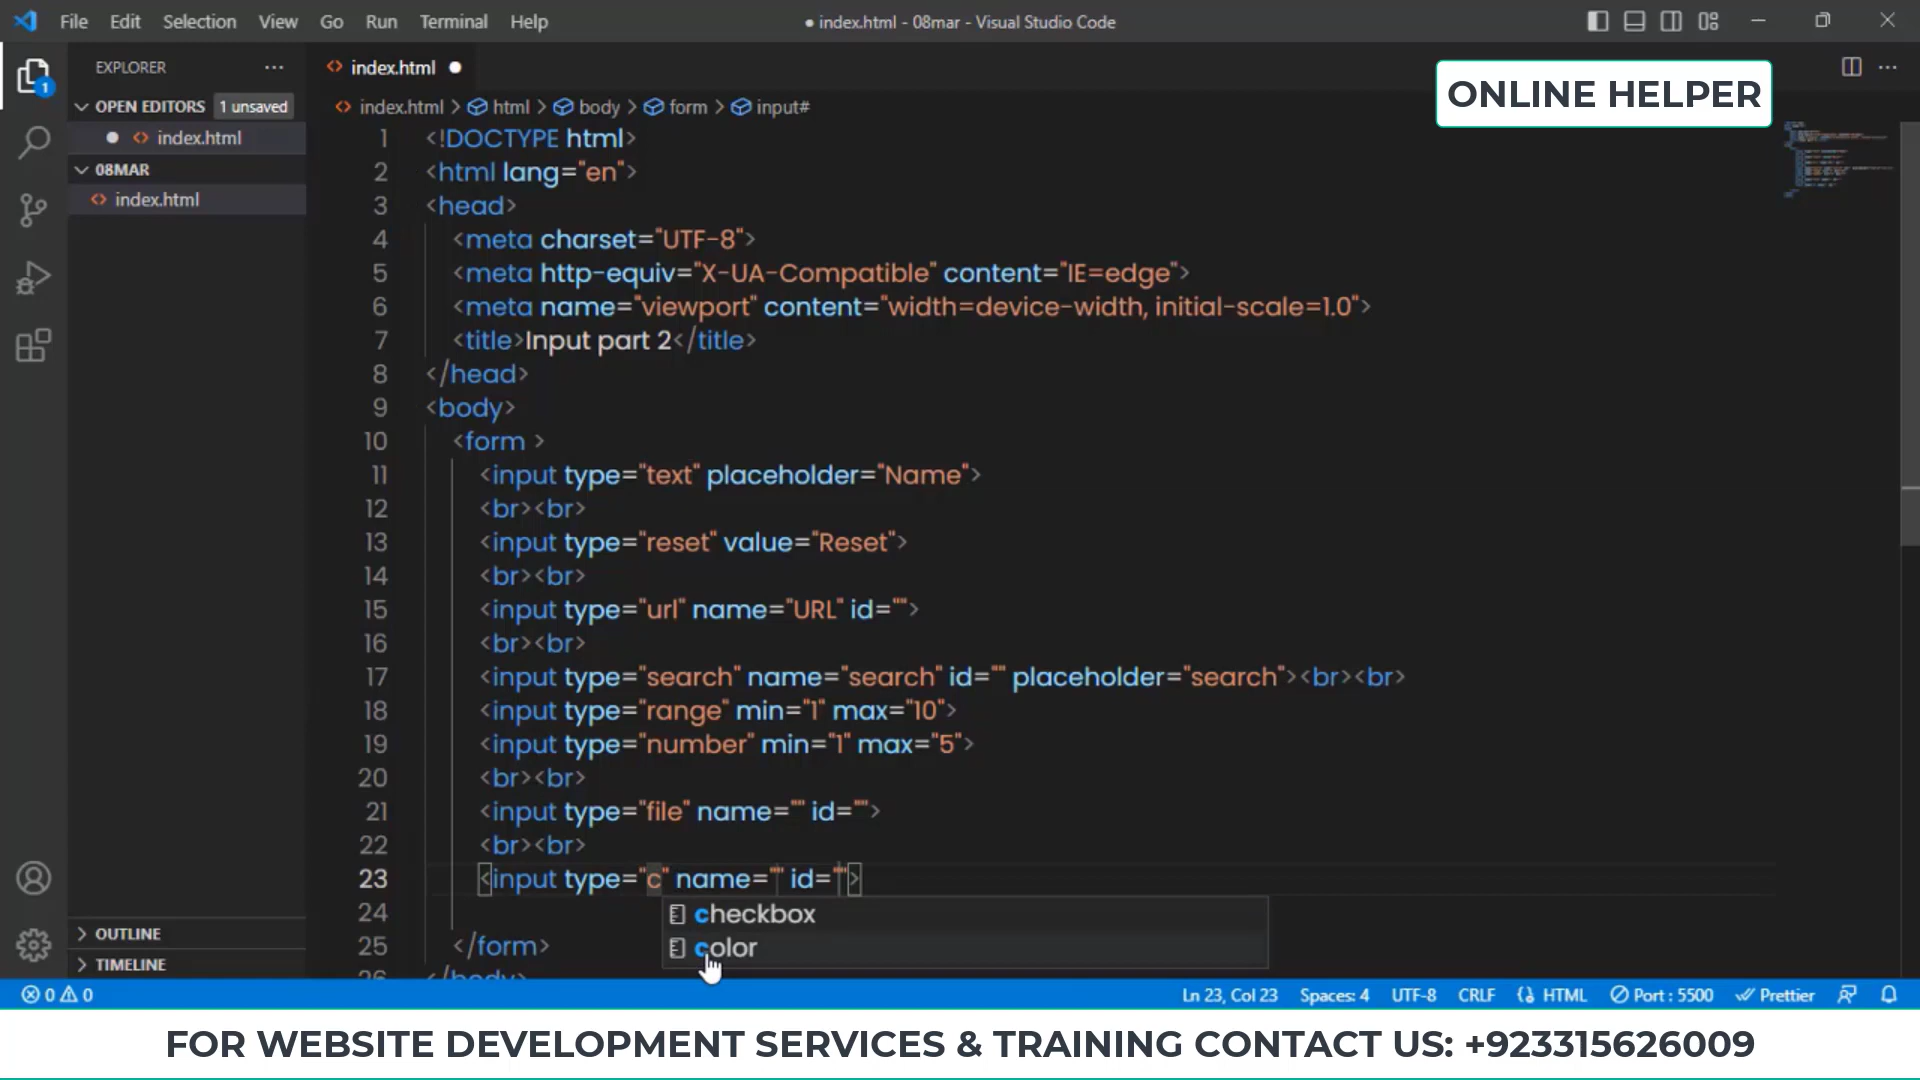 File Edit Selection View Go Run Terminal Help
● index.html - 08mar - Visual Studio Code
EXPLORER ···
OPEN EDITORS 1 unsaved
index.html
08MAR
index.html
OUTLINE
TIMELINE
1
index.html
index.html > html > body > form > input#
ONLINE HELPER
1 <!DOCTYPE html>
2 <html lang="en">
3 <head>
4 <meta charset="UTF-8">
5 <meta http-equiv="X-UA-Compatible" content="IE=edge">
6 <meta name="viewport" content="width=device-width, initial-scale=1.0">
7 <title>Input part 2</title>
8 </head>
9 <body>
10 <form >
11 <input type="text" placeholder="Name">
12 <br><br>
13 <input type="reset" value="Reset">
14 <br><br>
15 <input type="url" name="URL" id="">
16 <br><br>
17 <input type="search" name="search" id="" placeholder="search"><br><br>
18 <input type="range" min="1" max="10">
19 <input type="number" min="1" max="5">
20 <br><br>
21 <input type="file" name="" id="">
22 <br><br>
23 <input type="c" name="" id="">
checkbox
color
24
25 </form>
26 </body>
0 0
Ln 23, Col 23 Spaces: 4 UTF-8 CRLF HTML Port : 5500 Prettier
FOR WEBSITE DEVELOPMENT SERVICES & TRAINING CONTACT US: +923315626009